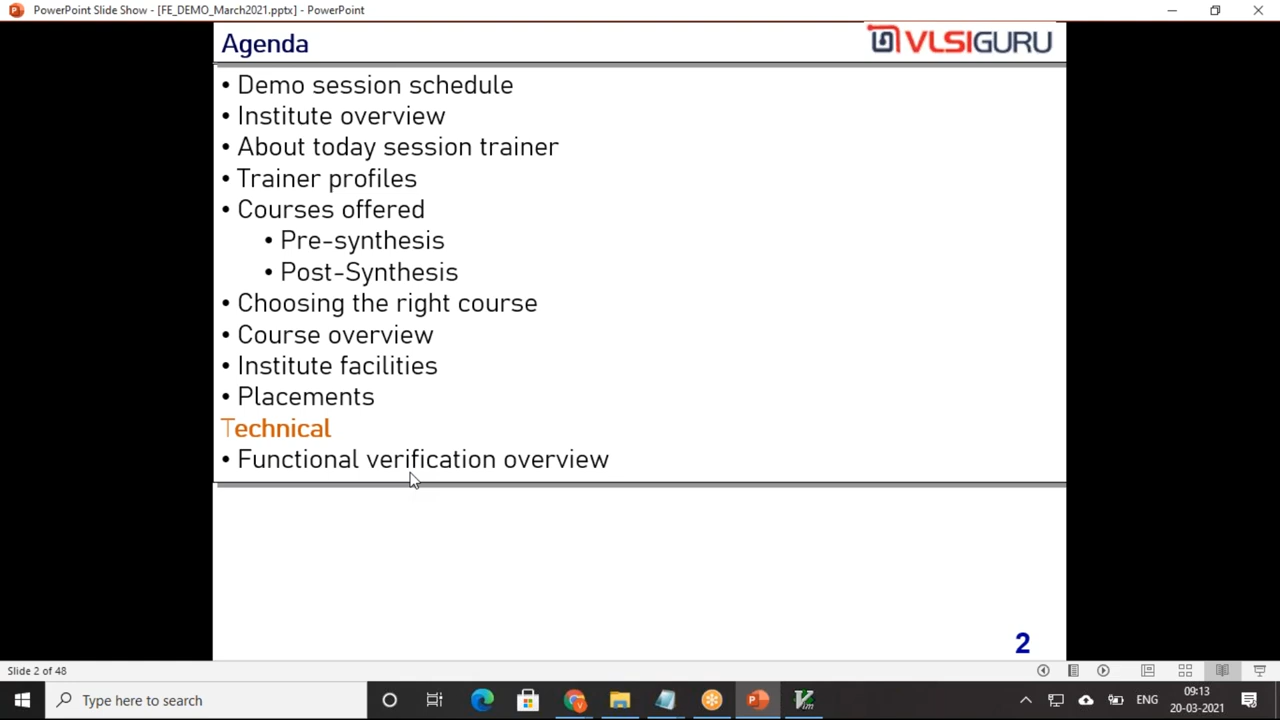 PowerPoint Slide Show - [FE_DEMO_March2021.pptx] - PowerPoint
Agenda
VLSIGURU
• Demo session schedule
• Institute overview
• About today session trainer
• Trainer profiles
• Courses offered
• Pre-synthesis
• Post-Synthesis
• Choosing the right course
• Course overview
• Institute facilities
• Placements
Technical
• Functional verification overview
2
Slide 2 of 48
Type here to search
ENG
09:13
20-03-2021